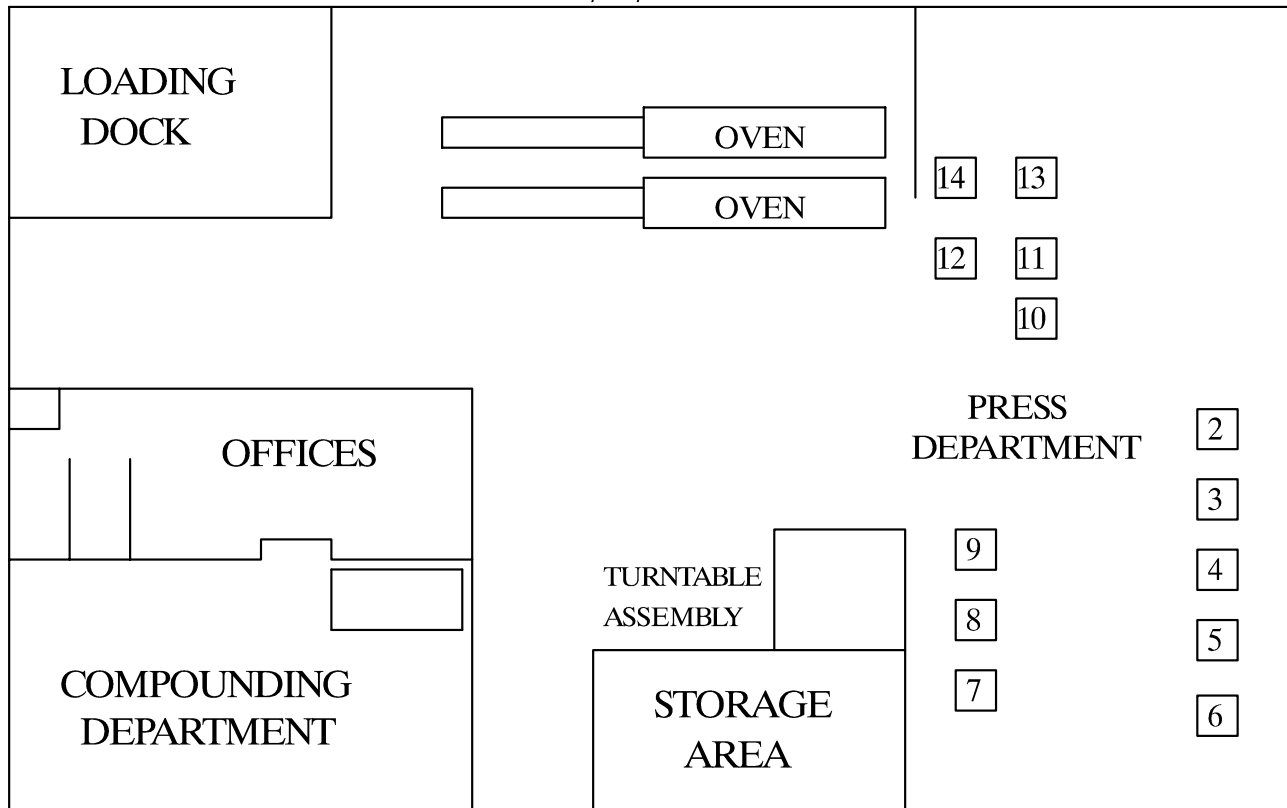 LOADING
DOCK
OVEN
OVEN
14
13
12
11
10
PRESS
DEPARTMENT
2
3
4
5
6
OFFICES
9
8
7
TURNTABLE
ASSEMBLY
COMPOUNDING
DEPARTMENT
STORAGE
AREA